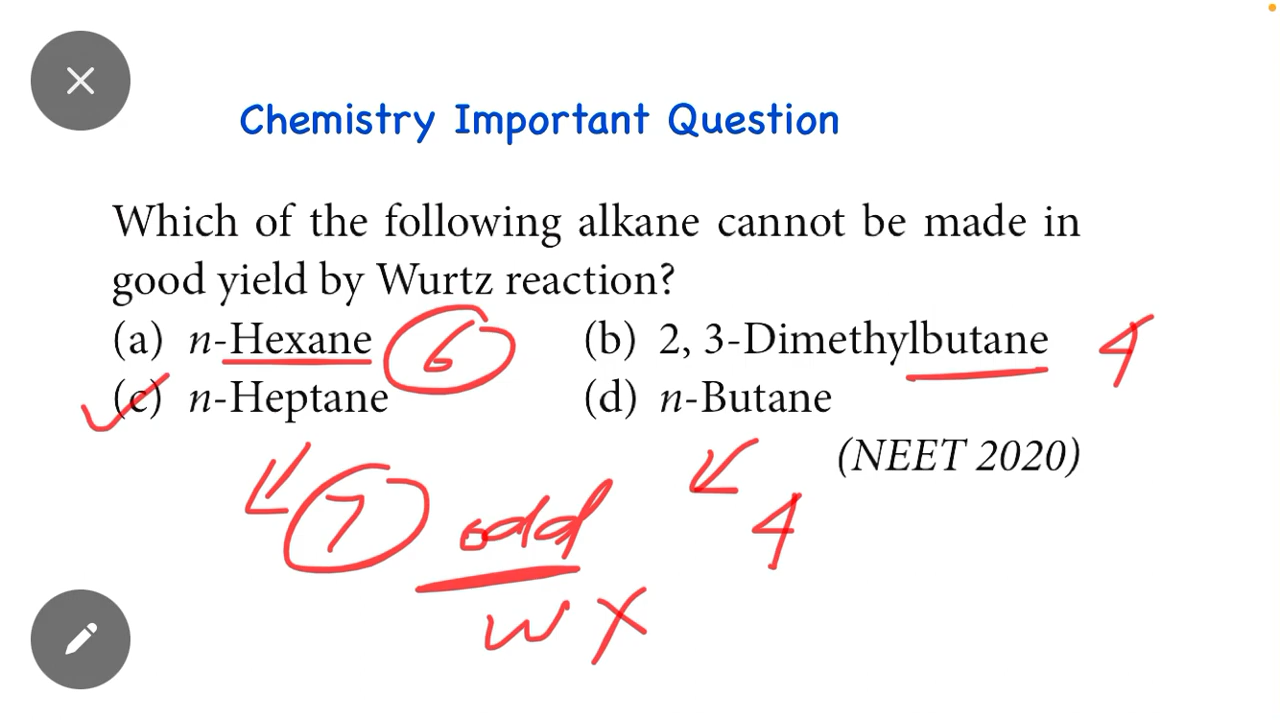 Chemistry Important Question
Which of the following alkane cannot be made in
good yield by Wurtz reaction?
(a) n-Hexane 6 (b) 2, 3-Dimethylbutane 4
(c) n-Heptane (d) n-Butane
(NEET 2020)
7 odd 4
W X